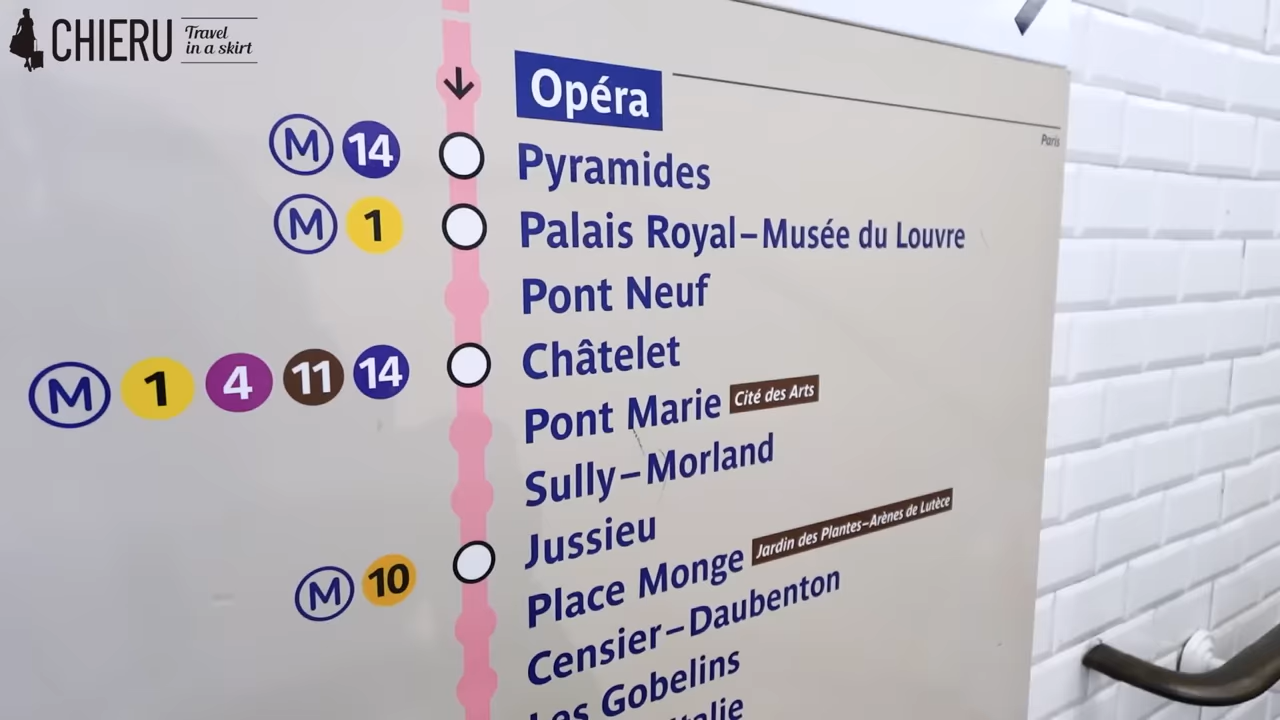 CHIERU Travel
in a skirt
Opéra
Paris
M 14 Pyramides
M 1 Palais Royal–Musée du Louvre
Pont Neuf
M 1 4 11 14 Châtelet
Pont Marie Cité des Arts
Sully–Morland
Jussieu
M 10
Place Monge Jardin des Plantes–Arènes de Lutèce
Censier–Daubenton
Les Gobelins
Italie